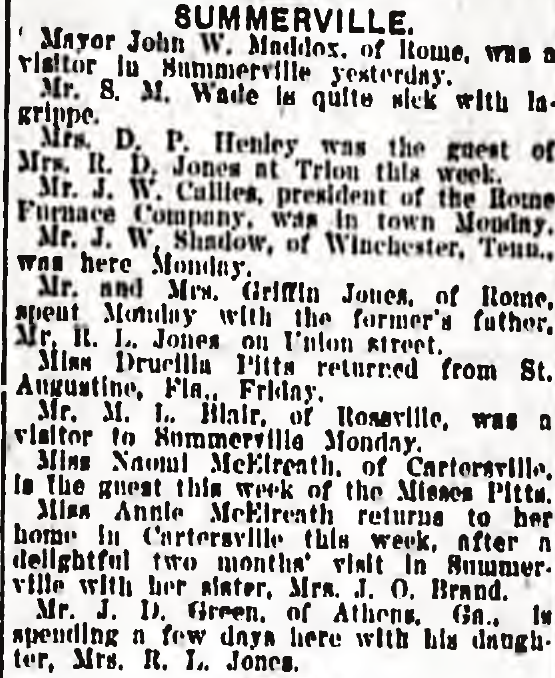 SUMMERVILLE.
Mayor John W. Maddox, of Rome, was a
visitor in Summerville yesterday.
Mr. S. M. Wade is quite sick with la-
grippe.
Mrs. D. P. Henley was the guest of
Mrs. R. D. Jones at Trion this week.
Mr. J. W. Callies, president of the Rome
Furnace Company, was in town Monday.
Mr. J. W. Shadow, of Winchester, Tenn.,
was here Monday.
Mr. and Mrs. Griffin Jones, of Rome,
spent Monday with the former's father,
Mr. R. L. Jones on Union street.
Miss Drucilla Pitts returned from St.
Augustine, Fla., Friday.
Mr. M. L. Blair, of Rossville, was a
visitor to Summerville Monday.
Miss Naomi McElreath, of Cartersville,
is the guest this week of the Misses Pitts.
Miss Annie McElreath returns to her
home in Cartersville this week, after a
delightful two months' visit in Summer-
ville with her sister, Mrs. J. O. Brand.
Mr. J. D. Green, of Athens, Ga., is
spending a few days here with his daugh-
ter, Mrs. R. L. Jones.